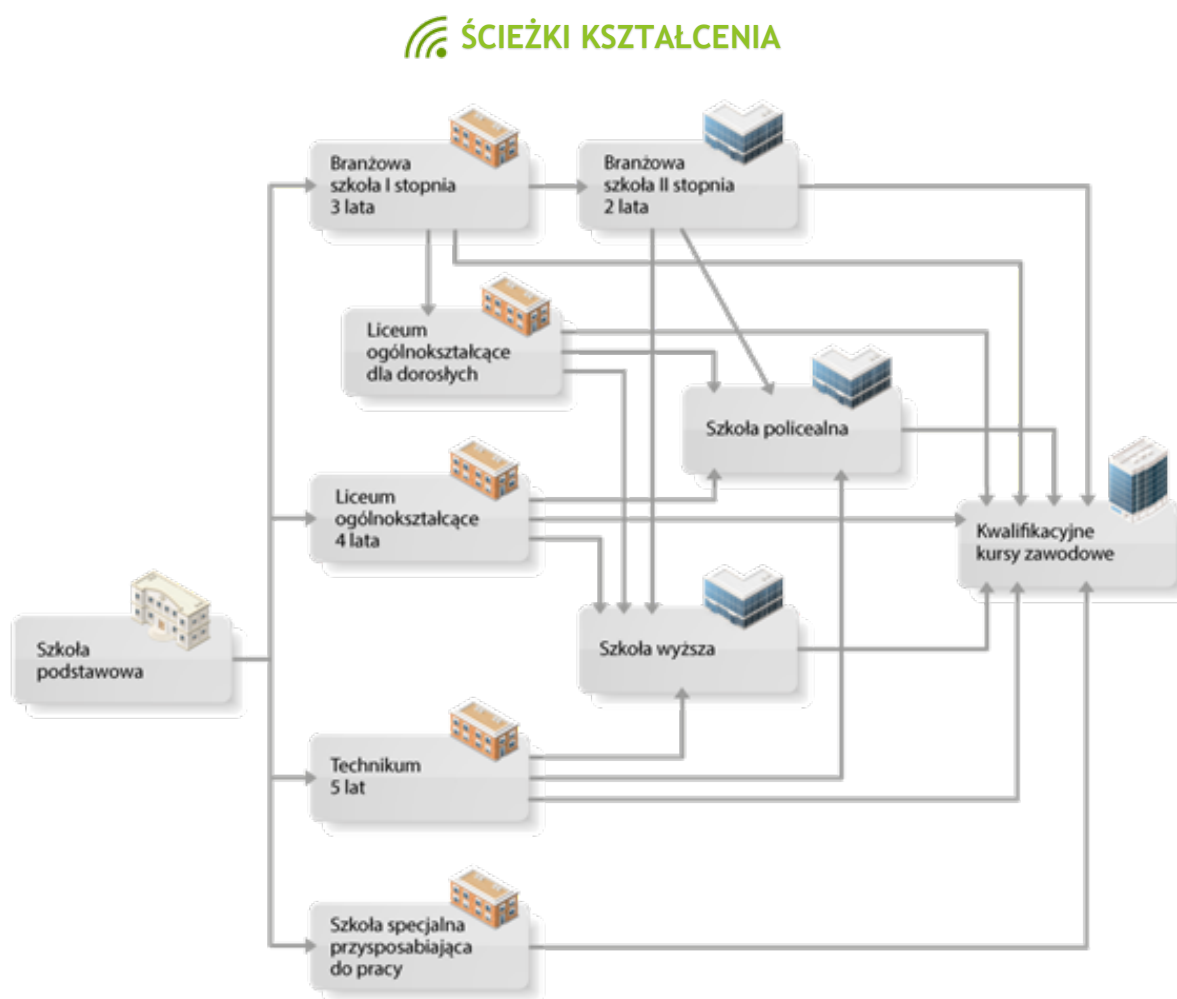 ŚCIEŻKI KSZTAŁCENIA
Branżowa
szkoła I stopnia
3 lata
Branżowa
szkoła II stopnia
2 lata
Liceum
ogólnokształcące
dla dorosłych
Szkoła policealna
Liceum
ogólnokształcące
4 lata
Kwalifikacyjne
kursy zawodowe
Szkoła
podstawowa
Szkoła wyższa
Technikum
5 lat
Szkoła specjalna
przysposabiająca
do pracy